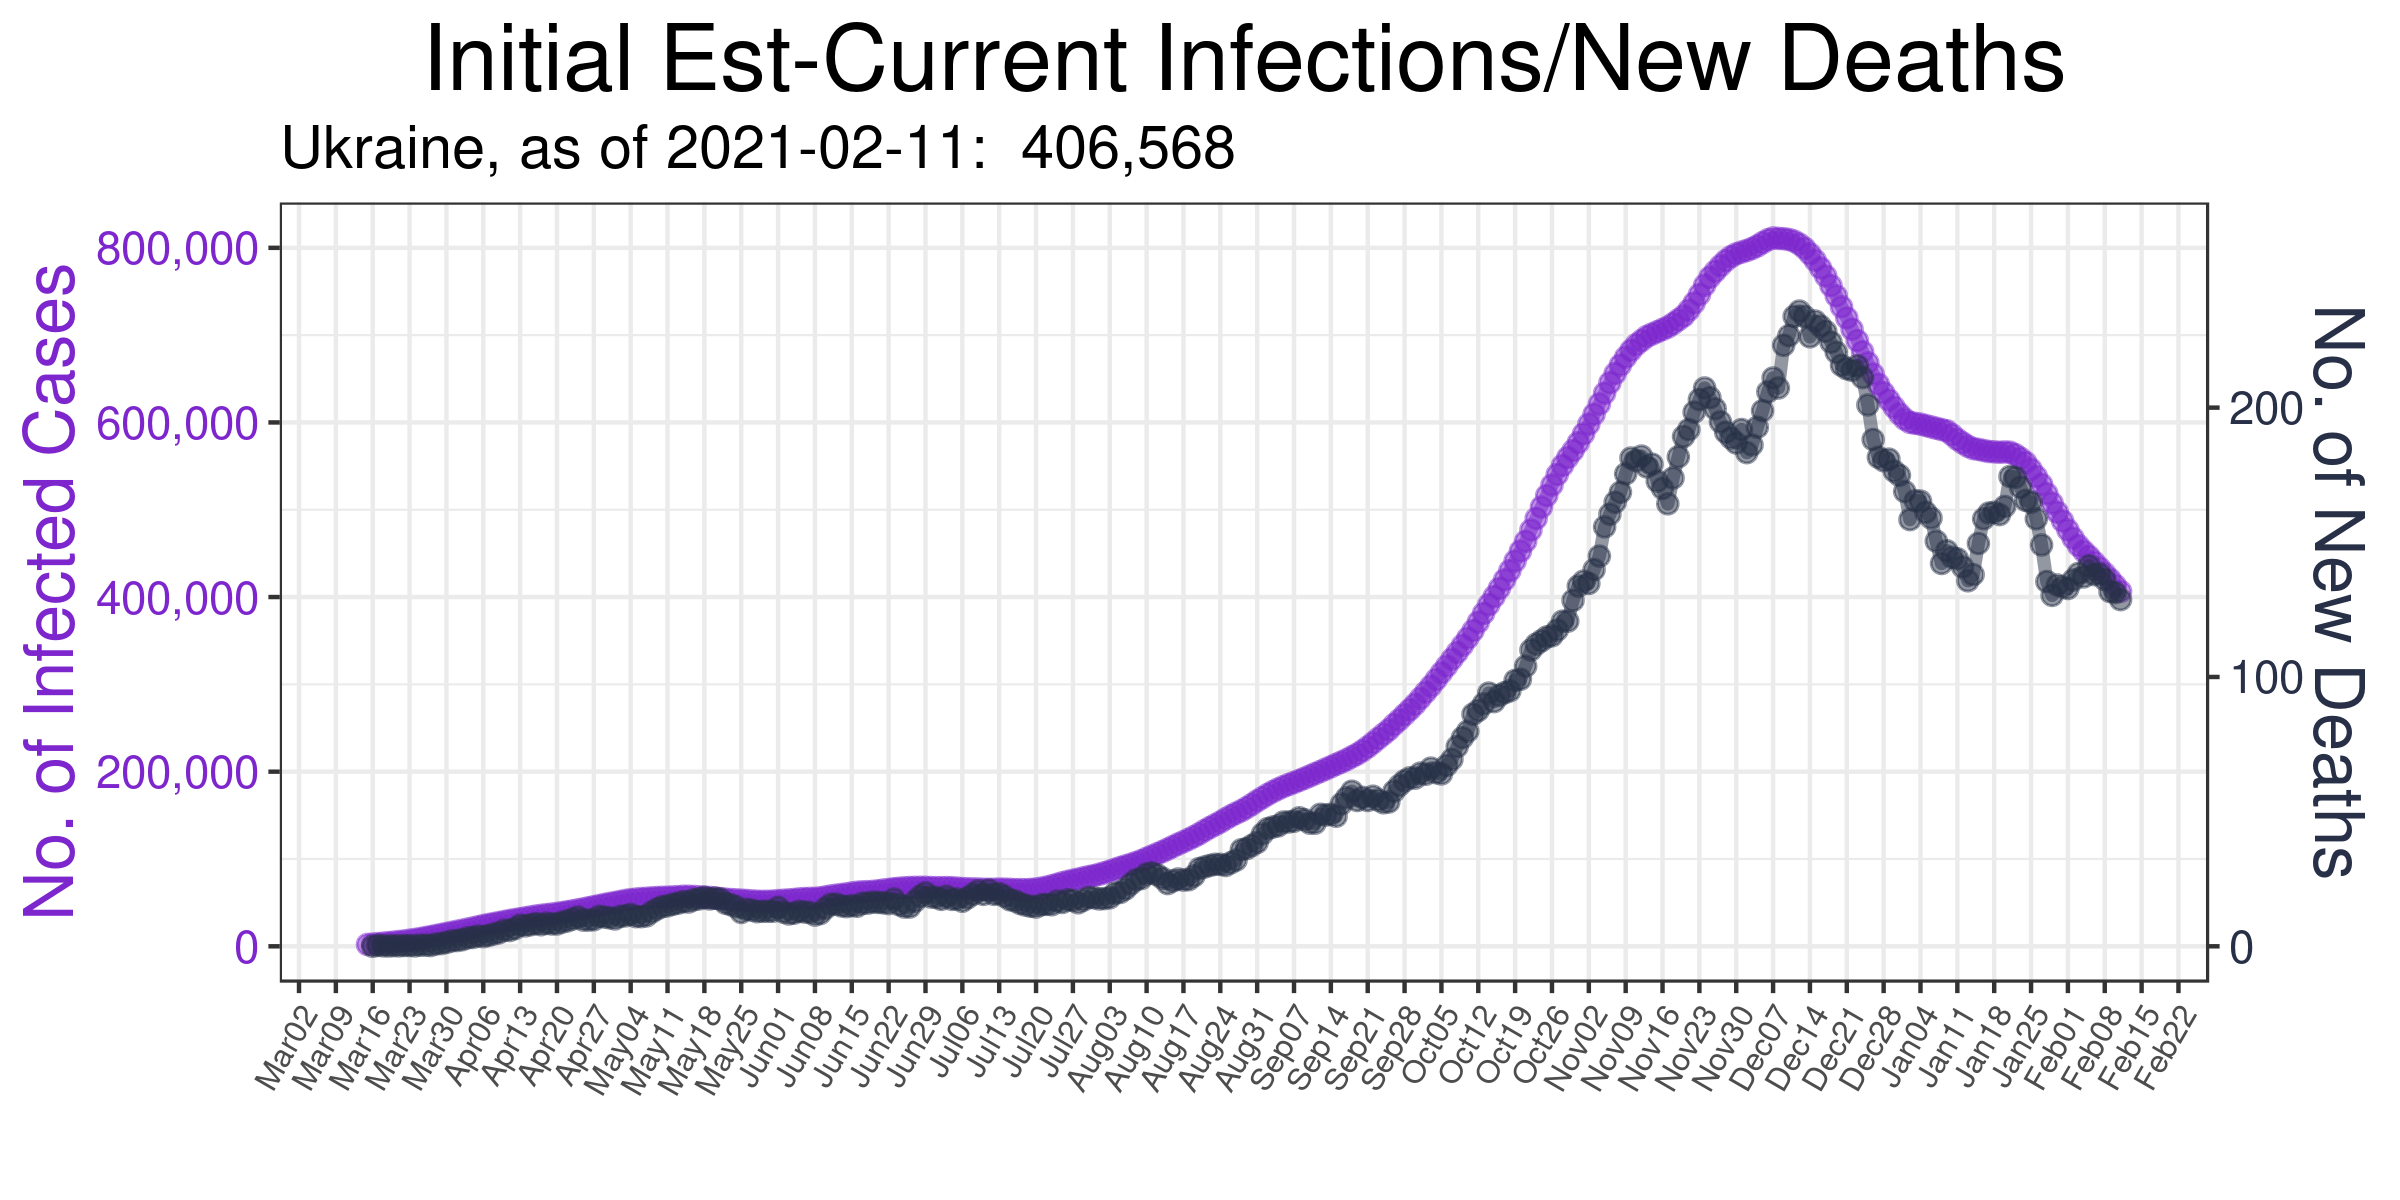 Initial Est-Current Infections/New Deaths
Ukraine, as of 2021-02-11: 406,568
No. of Infected Cases
800,000
600,000
400,000
200,000
0
No. of New Deaths
200
100
0
Mar02
Mar09
Mar16
Mar23
Mar30
Apr06
Apr13
Apr20
Apr27
May04
May11
May18
May25
Jun01
Jun08
Jun15
Jun22
Jun29
Jul06
Jul13
Jul20
Jul27
Aug03
Aug10
Aug17
Aug24
Aug31
Sep07
Sep14
Sep21
Sep28
Oct05
Oct12
Oct19
Oct26
Nov02
Nov09
Nov16
Nov23
Nov30
Dec07
Dec14
Dec21
Dec28
Jan04
Jan11
Jan18
Jan25
Feb01
Feb08
Feb15
Feb22